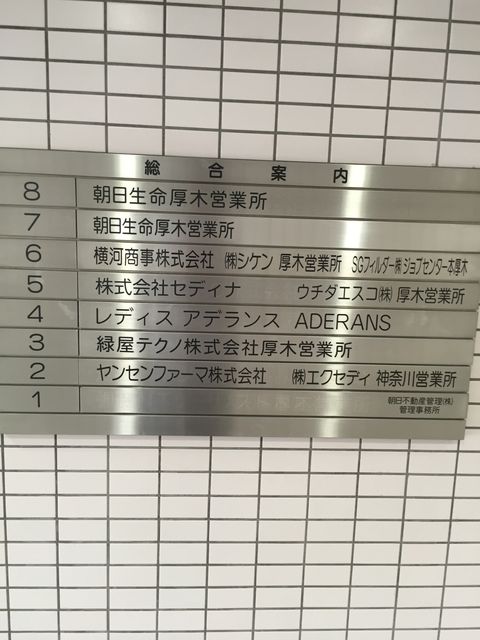 総合案内
8 朝日生命厚木営業所
7 朝日生命厚木営業所
6 横河商事株式会社 ㈱シケン 厚木営業所 SGフィルダー㈱ジョブセンター本厚木
5 株式会社セディナ ウチダエスコ㈱ 厚木営業所
4 レディス アデランス ADERANS
3 緑屋テクノ株式会社厚木営業所
2 ヤンセンファーマ株式会社 ㈱エクセディ 神奈川営業所
1 朝日不動産管理(株)
管理事務所